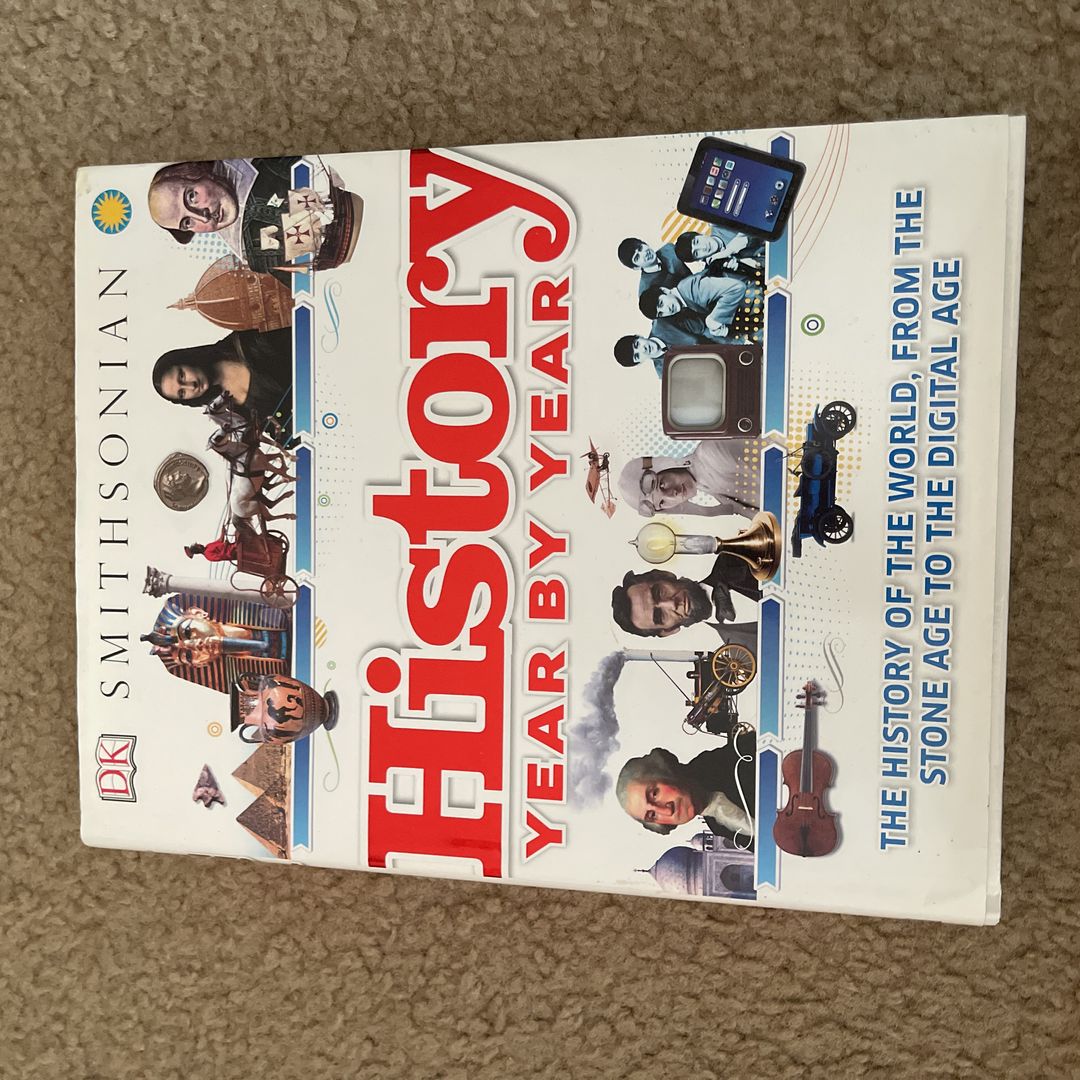 DK
SMITHSONIAN
History
YEAR BY YEAR
THE HISTORY OF THE WORLD, FROM THE
STONE AGE TO THE DIGITAL AGE